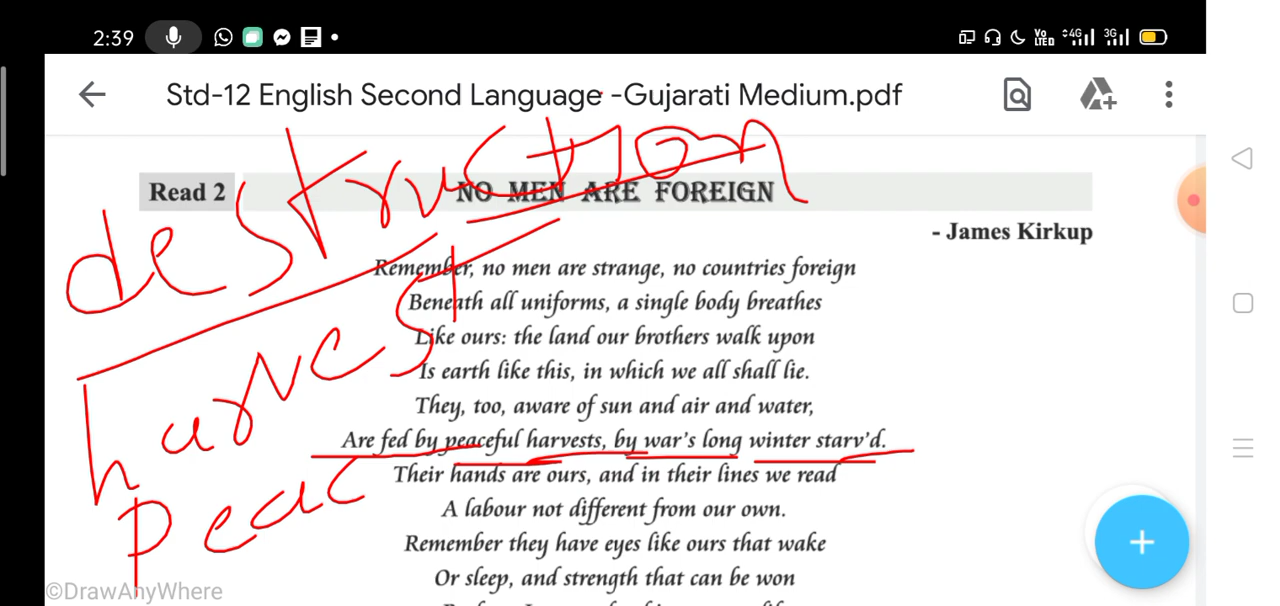 2:39 VoLTED 4G 3G
Std-12 English Second Language -Gujarati Medium.pdf
destruction
Read 2 NO MEN ARE FOREIGN
- James Kirkup
Remember, no men are strange, no countries foreign
Beneath all uniforms, a single body breathes
harvest
Like ours: the land our brothers walk upon
Is earth like this, in which we all shall lie.
They, too, aware of sun and air and water,
Are fed by peaceful harvests, by war's long winter starv'd.
Their hands are ours, and in their lines we read
peac
A labour not different from our own.
Remember they have eyes like ours that wake
Or sleep, and strength that can be won
©DrawAnyWhere